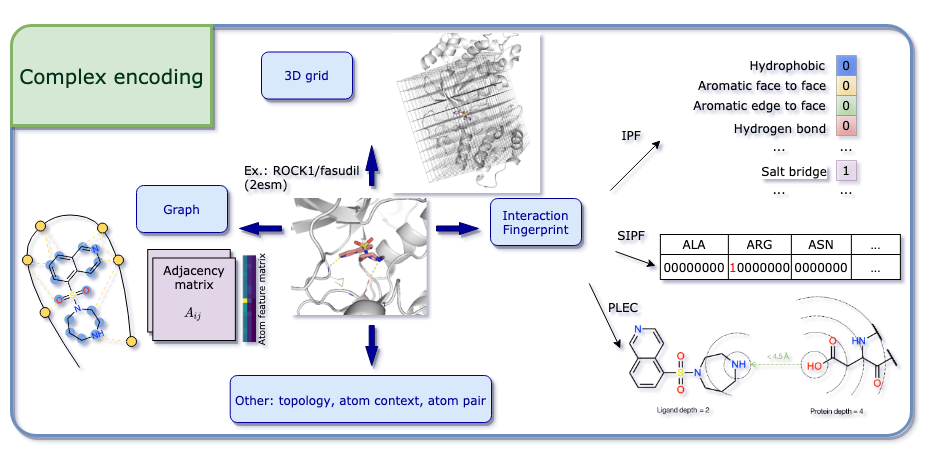 Complex encoding
3D grid
Ex.: ROCK1/fasudil
(2esm)
Graph
Adjacency
matrix
A_ij
Atom feature matrix
N
S
O
O
N
NH
Interaction
Fingerprint
Other: topology, atom context, atom pair
IPF
Hydrophobic 0
Aromatic face to face 0
Aromatic edge to face 0
Hydrogen bond 0
... ...
Salt bridge 1
... ...
SIPF
ALA ARG ASN ...
00000000 10000000 0000000 ...
PLEC
N
O
S
O
N
NH
< 4.5 Å
HO
O
HN
O
Ligand depth = 2
Protein depth = 4